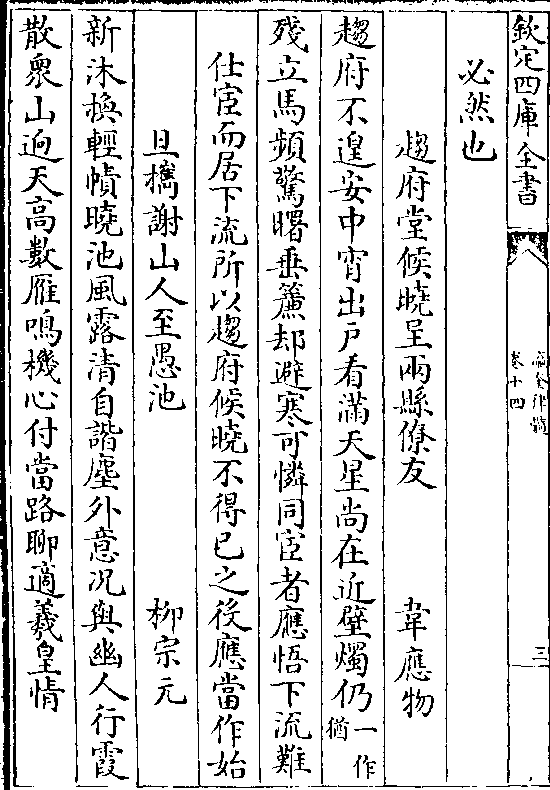 欽定四庫全書
瀛奎律髓
卷十四
三
必然也
趨府堂候曉呈兩縣僚友 韋應物
趨府不遑安中宵出戶看滿天星尚在近壁燭仍一作猶
殘立馬頻驚曙垂簾却避寒可憐同宦者應悟下流難
仕宦而居下流所以趨府候曉不得已之役應當作始
旦攜謝山人至愚池 柳宗元
新沐換輕幘曉池風露清自諧塵外意況與幽人行霞
散衆山迥天高數雁鳴機心付當路聊適羲皇情